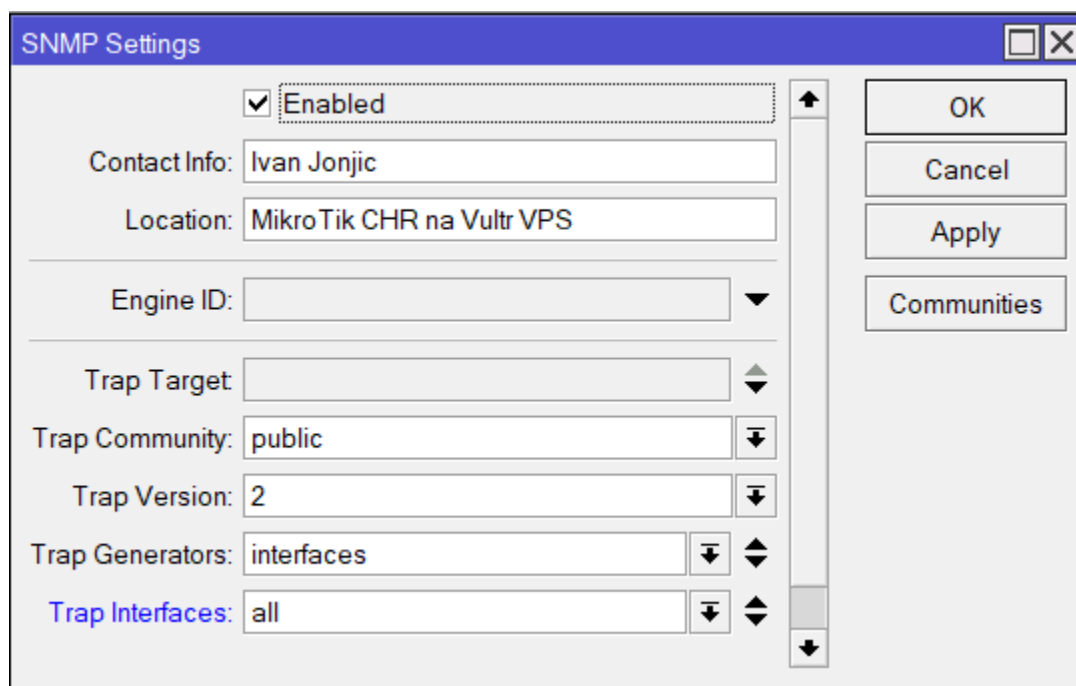 SNMP Settings
Enabled
OK
Contact Info: Ivan Jonjic
Cancel
Location: MikroTik CHR na Vultr VPS
Apply
Engine ID:
Communities
Trap Target:
Trap Community: public
Trap Version: 2
Trap Generators: interfaces
Trap Interfaces: all